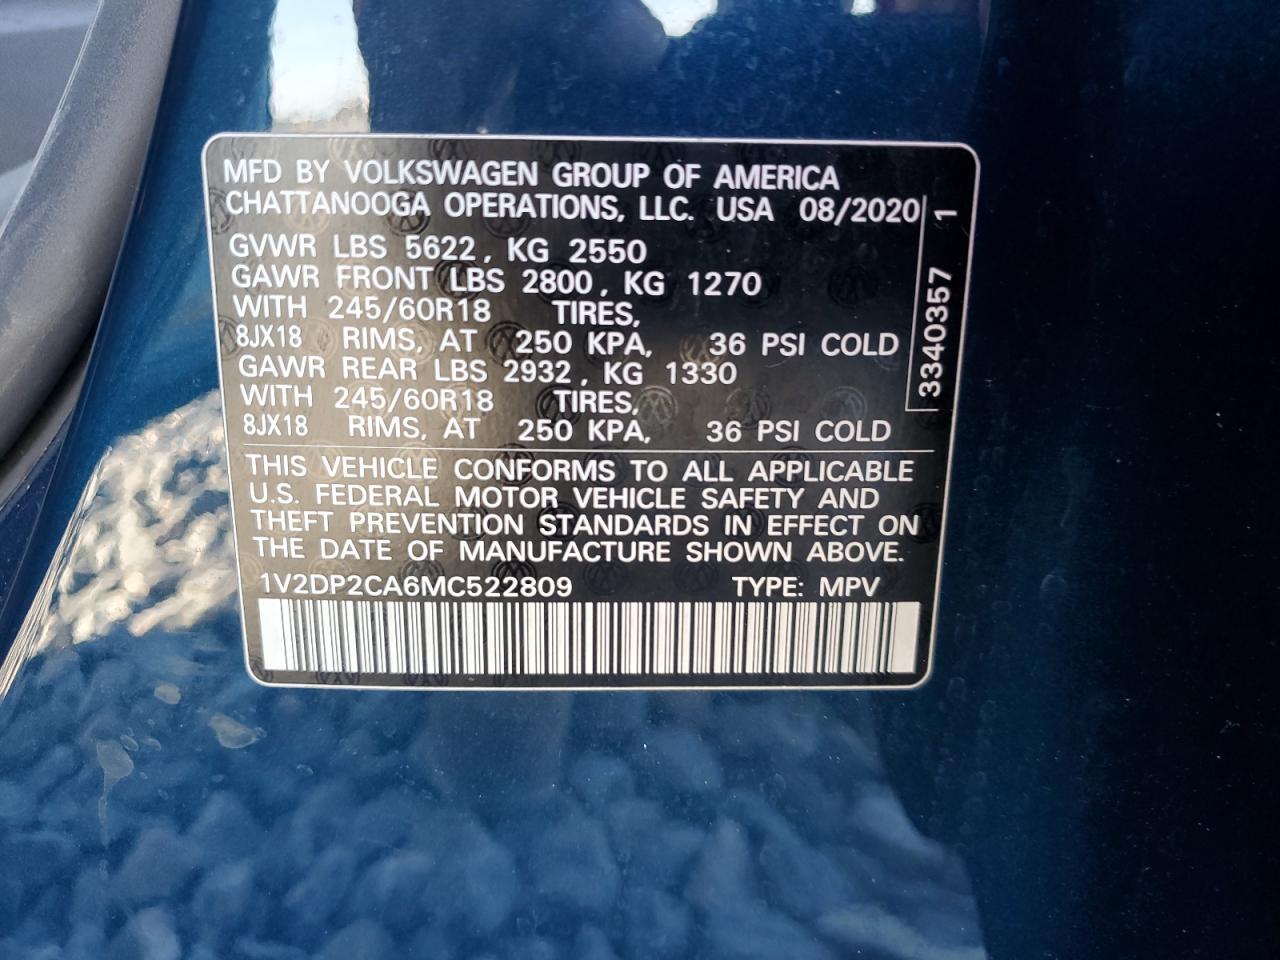 MFD BY VOLKSWAGEN GROUP OF AMERICA
CHATTANOOGA OPERATIONS, LLC. USA 08/2020
GVWR LBS 5622, KG 2550
GAWR FRONT LBS 2800, KG 1270
WITH 245/60R18 TIRES,
8JX18 RIMS, AT 250 KPA, 36 PSI COLD
GAWR REAR LBS 2932, KG 1330
WITH 245/60R18 TIRES,
8JX18 RIMS, AT 250 KPA, 36 PSI COLD
3340357 1
THIS VEHICLE CONFORMS TO ALL APPLICABLE
U.S. FEDERAL MOTOR VEHICLE SAFETY AND
THEFT PREVENTION STANDARDS IN EFFECT ON
THE DATE OF MANUFACTURE SHOWN ABOVE.
1V2DP2CA6MC522809 TYPE: MPV